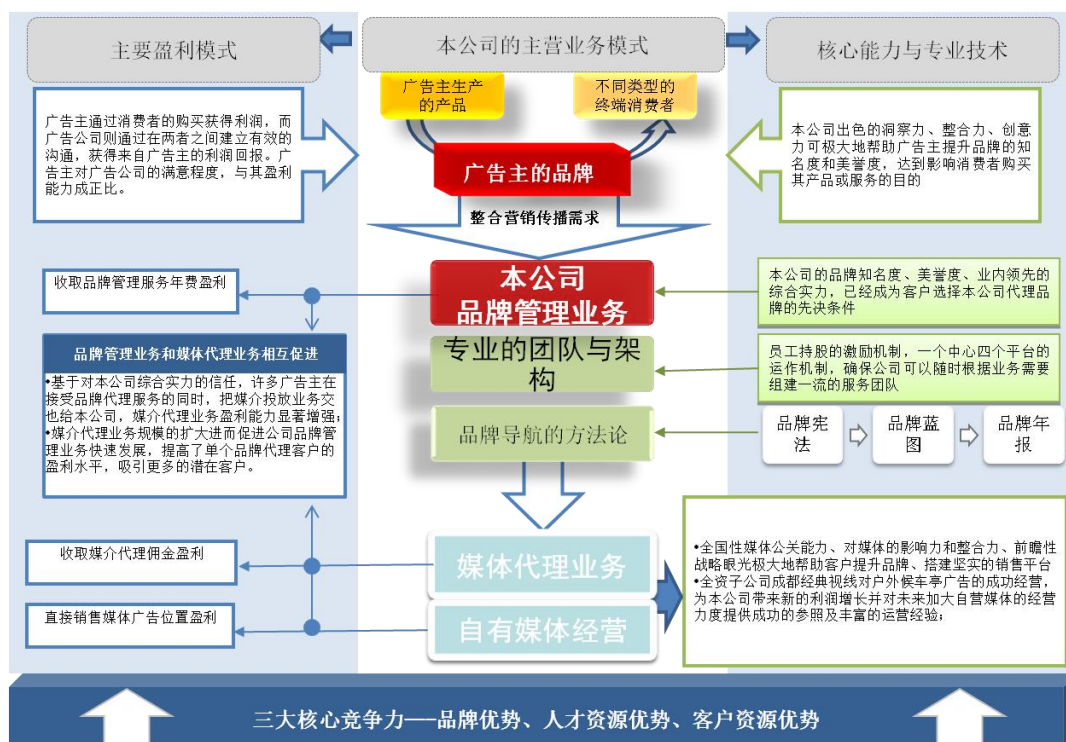 主要盈利模式
本公司的主营业务模式
核心能力与专业技术
广告主生产
的产品
不同类型的
终端消费者
广告主通过消费者的购买获得利润，而
广告公司则通过在两者之间建立有效的
沟通，获得来自广告主的利润回报。广
告主对广告公司的满意程度，与其盈利
能力成正比。
广告主的品牌
整合营销传播需求
本公司出色的洞察力、整合力、创意
力可极大地帮助广告主提升品牌的知
名度和美誉度，达到影响消费者购买
其产品或服务的目的
收取品牌管理服务年费盈利
本公司
品牌管理业务
本公司的品牌知名度、美誉度、业内领先的
综合实力，已经成为客户选择本公司代理品
牌的先决条件
品牌管理业务和媒体代理业务相互促进
•基于对本公司综合实力的信任，许多广告主在
接受品牌代理服务的同时，把媒介投放业务交
也给本公司，媒介代理业务盈利能力显著增强；
•媒介代理业务规模的扩大进而促进公司品牌管
理业务快速发展，提高了单个品牌代理客户的
盈利水平，吸引更多的潜在客户。
专业的团队与架
构
员工持股的激励机制，一个中心四个平台的
运作机制，确保公司可以随时根据业务需要
组建一流的服务团队
品牌导航的方法论
品牌宪
法
品牌蓝
图
品牌年
报
收取媒介代理佣金盈利
媒体代理业务
直接销售媒体广告位置盈利
自有媒体经营
•全国性媒体公关能力、对媒体的影响力和整合力、前瞻性
战略眼光极大地帮助客户提升品牌、搭建坚实的销售平台
•全资子公司成都经典视线对户外候车亭广告的成功经营，
为本公司带来新的利润增长并对未来加大自营媒体的经营
力度提供成功的参照及丰富的运营经验；
三大核心竞争力——品牌优势、人才资源优势、客户资源优势